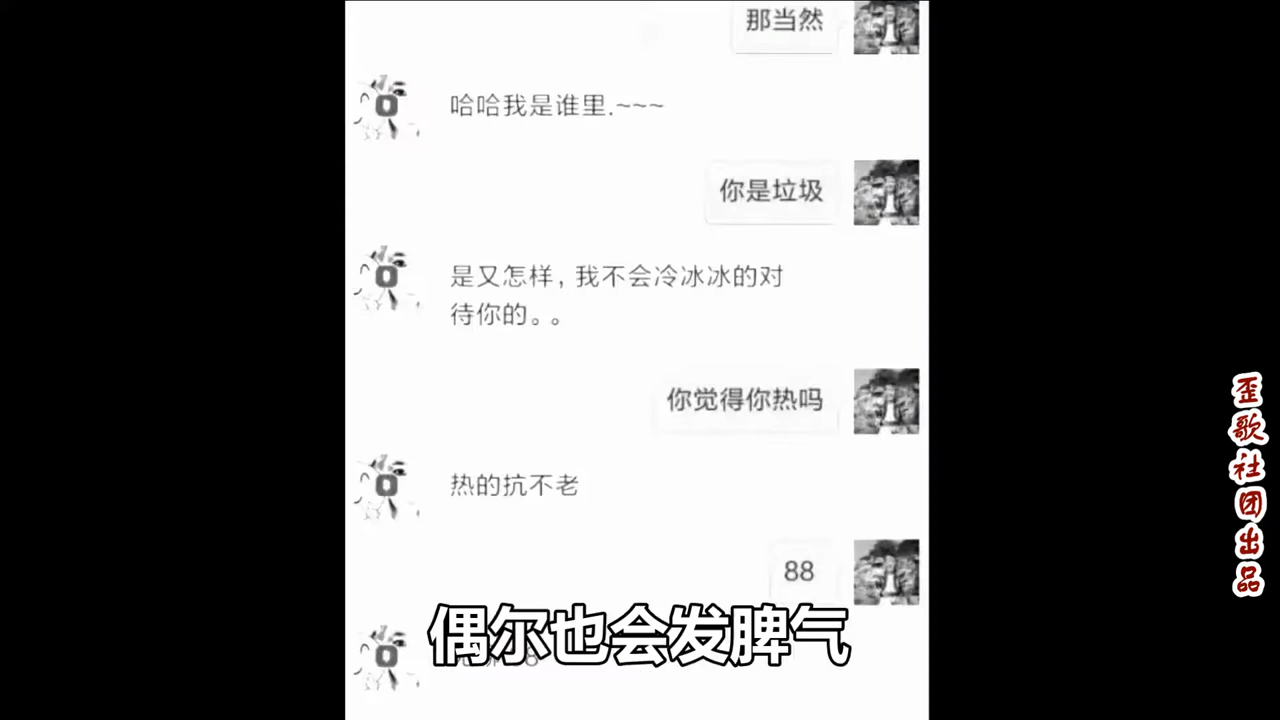 那当然
哈哈我是谁里.~~~
你是垃圾
是又怎样，我不会冷冰冰的对
待你的。。
你觉得你热吗
热的抗不老
88
偶尔也会发脾气
歪歌社团出品